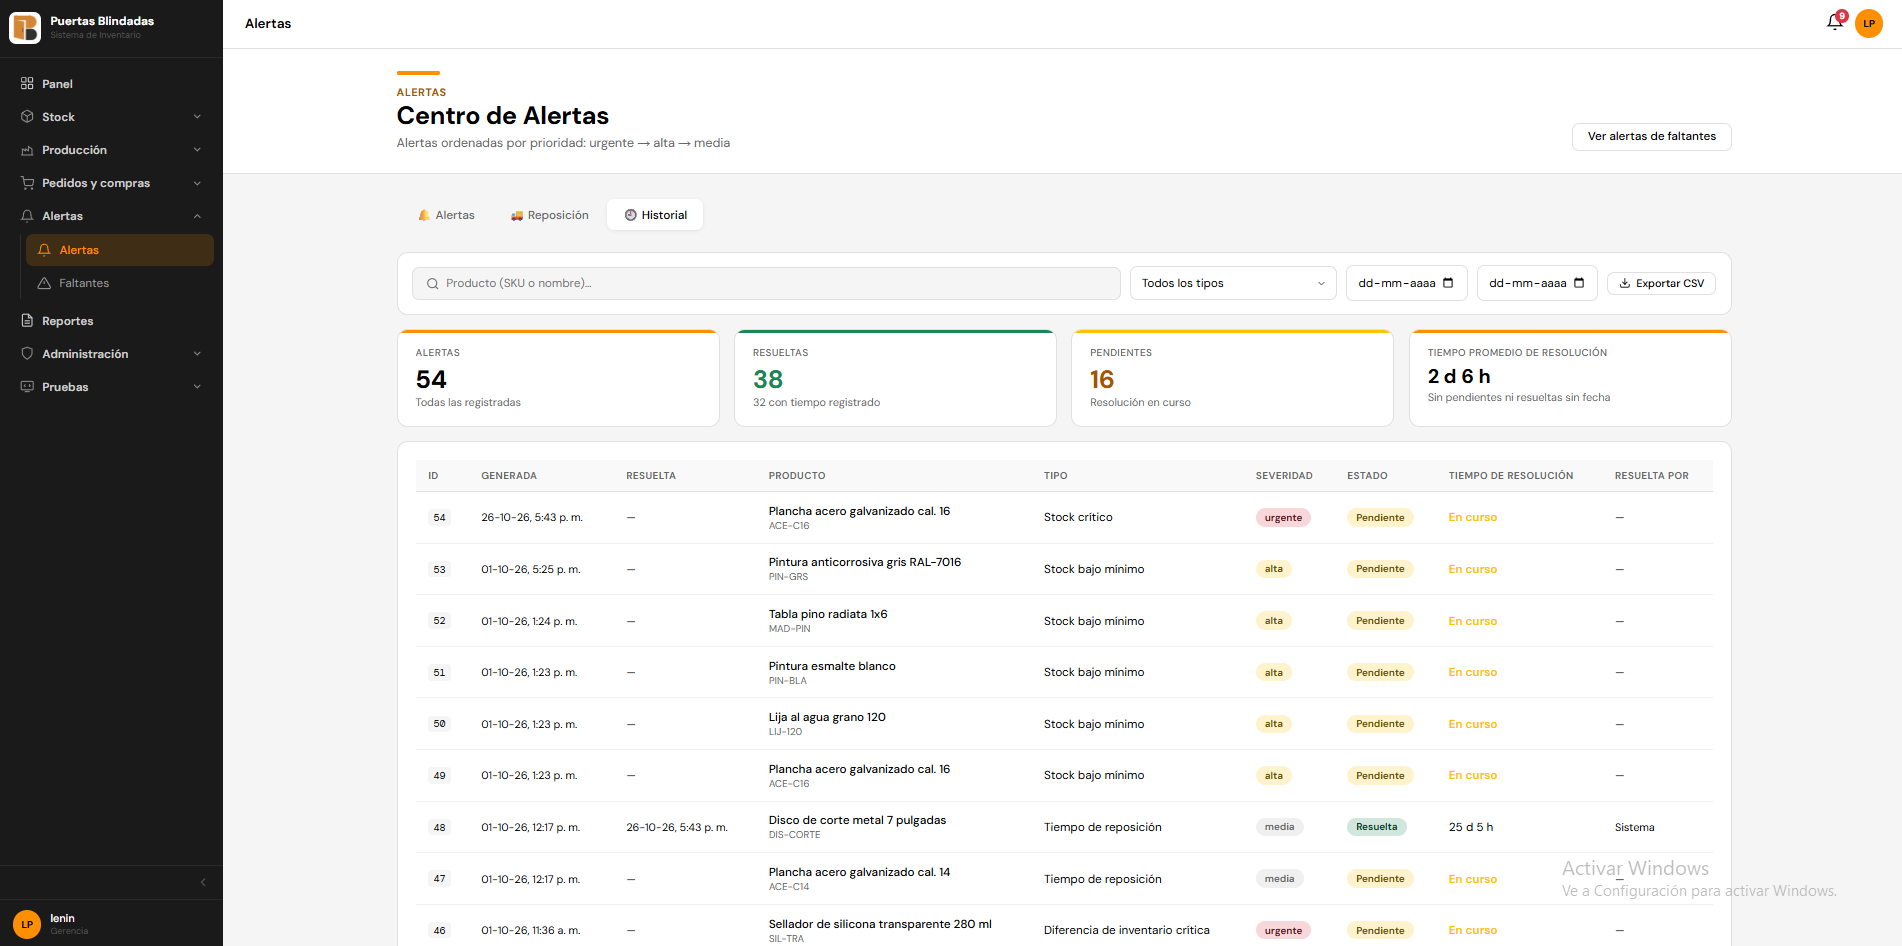 Puertas Blindadas
Sistema de Inventario
Panel
Stock
Producción
Pedidos y compras
Alertas
Alertas
Faltantes
Reportes
Administración
Pruebas
LP
lenin
Gerencia
Alertas
9
LP
ALERTAS
Centro de Alertas
Alertas ordenadas por prioridad: urgente → alta → media
Ver alertas de faltantes
Alertas
Reposición
Historial
Producto (SKU o nombre)...
Todos los tipos
dd-mm-aaaa
dd-mm-aaaa
Exportar CSV
ALERTAS
54
Todas las registradas
RESUELTAS
38
32 con tiempo registrado
PENDIENTES
16
Resolución en curso
TIEMPO PROMEDIO DE RESOLUCIÓN
2 d 6 h
Sin pendientes ni resueltas sin fecha
ID GENERADA RESUELTA PRODUCTO TIPO SEVERIDAD ESTADO TIEMPO DE RESOLUCIÓN RESUELTA POR
54 26-10-26, 5:43 p. m. — Plancha acero galvanizado cal. 16 Stock crítico urgente Pendiente En curso —
ACE-C16
53 01-10-26, 5:25 p. m. — Pintura anticorrosiva gris RAL-7016 Stock bajo mínimo alta Pendiente En curso —
PIN-GRS
52 01-10-26, 1:24 p. m. — Tabla pino radiata 1x6 Stock bajo mínimo alta Pendiente En curso —
MAD-PIN
51 01-10-26, 1:23 p. m. — Pintura esmalte blanco Stock bajo mínimo alta Pendiente En curso —
PIN-BLA
50 01-10-26, 1:23 p. m. — Lija al agua grano 120 Stock bajo mínimo alta Pendiente En curso —
LIJ-120
49 01-10-26, 1:23 p. m. — Plancha acero galvanizado cal. 16 Stock bajo mínimo alta Pendiente En curso —
ACE-C16
48 01-10-26, 12:17 p. m. 26-10-26, 5:43 p. m. Disco de corte metal 7 pulgadas Tiempo de reposición media Resuelta 25 d 5 h Sistema
DIS-CORTE
47 01-10-26, 12:17 p. m. — Plancha acero galvanizado cal. 14 Tiempo de reposición media Pendiente En curso —
ACE-C14
46 01-10-26, 11:36 a. m. — Sellador de silicona transparente 280 ml Diferencia de inventario crítica urgente Pendiente En curso —
SIL-TRA
Activar Windows
Ve a Configuración para activar Windows.